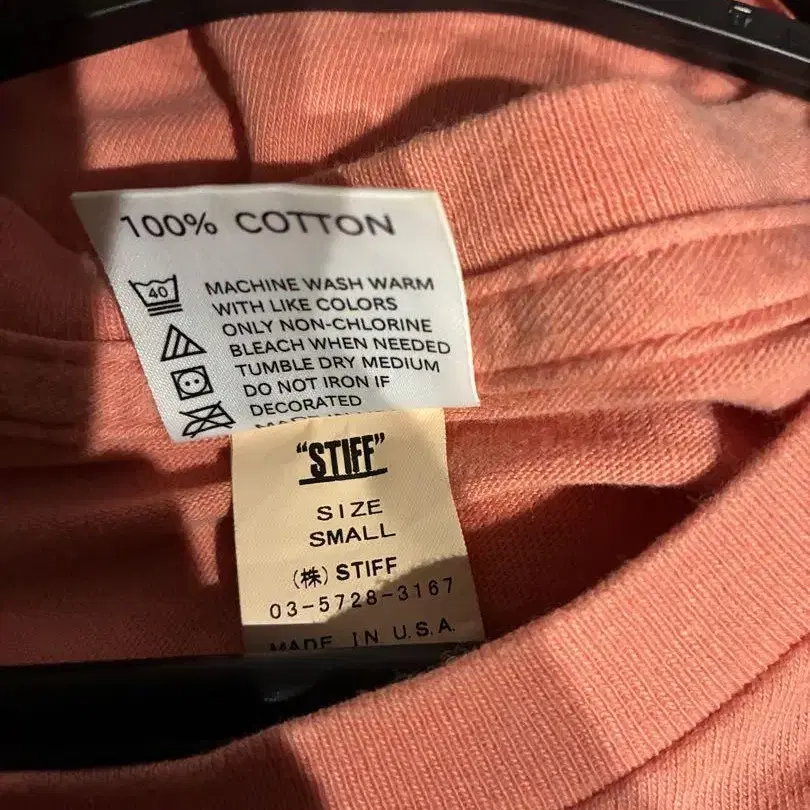 100% COTTON
40
MACHINE WASH WARM
WITH LIKE COLORS
ONLY NON-CHLORINE
BLEACH WHEN NEEDED
TUMBLE DRY MEDIUM
DO NOT IRON IF
DECORATED
"STIFF"
SIZE
SMALL
(株) STIFF
03-5728-3167
MADE IN U.S.A.